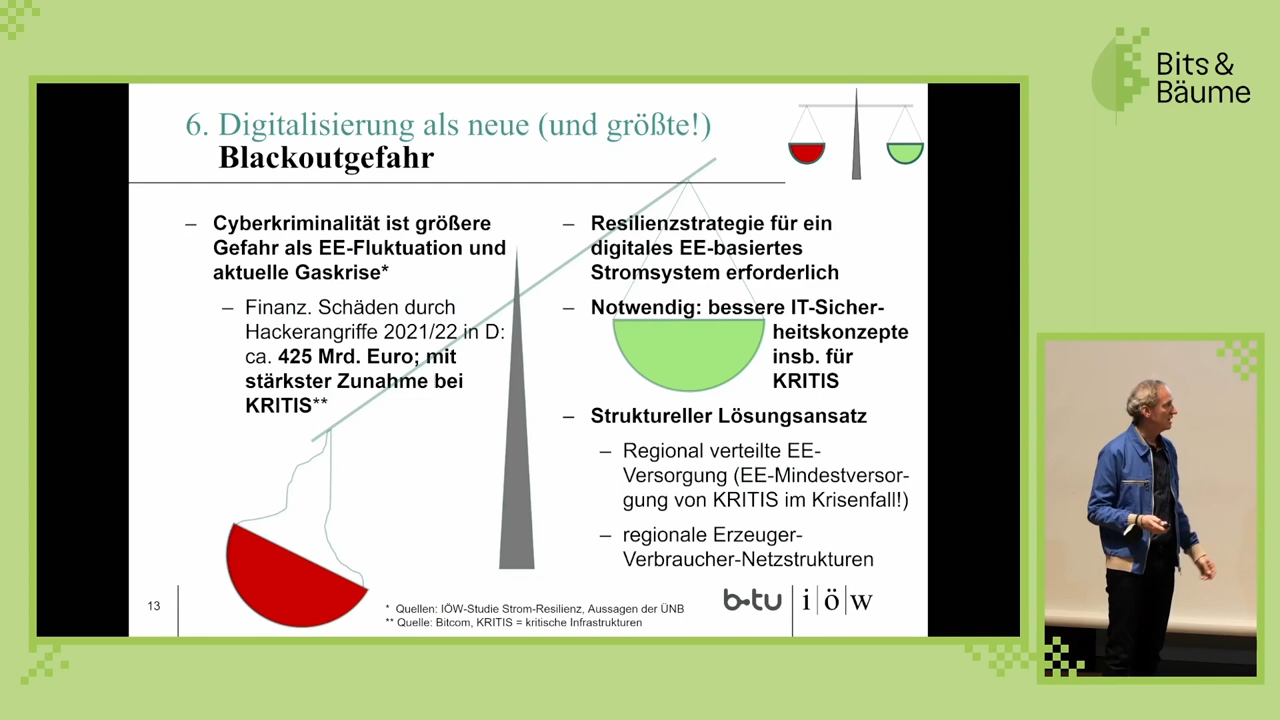 Bits &
Bäume
6. Digitalisierung als neue (und größte!)
Blackoutgefahr
– Cyberkriminalität ist größere
Gefahr als EE-Fluktuation und
aktuelle Gaskrise*
– Finanz. Schäden durch
Hackerangriffe 2021/22 in D:
ca. 425 Mrd. Euro; mit
stärkster Zunahme bei
KRITIS**
– Resilienzstrategie für ein
digitales EE-basiertes
Stromsystem erforderlich
– Notwendig: bessere IT-Sicher-
heitskonzepte
insb. für
KRITIS
– Struktureller Lösungsansatz
– Regional verteilte EE-
Versorgung (EE-Mindestversor-
gung von KRITIS im Krisenfall!)
– regionale Erzeuger-
Verbraucher-Netzstrukturen
13
* Quellen: IÖW-Studie Strom-Resilienz, Aussagen der ÜNB
** Quelle: Bitcom, KRITIS = kritische Infrastrukturen
b-tu
i|ö|w